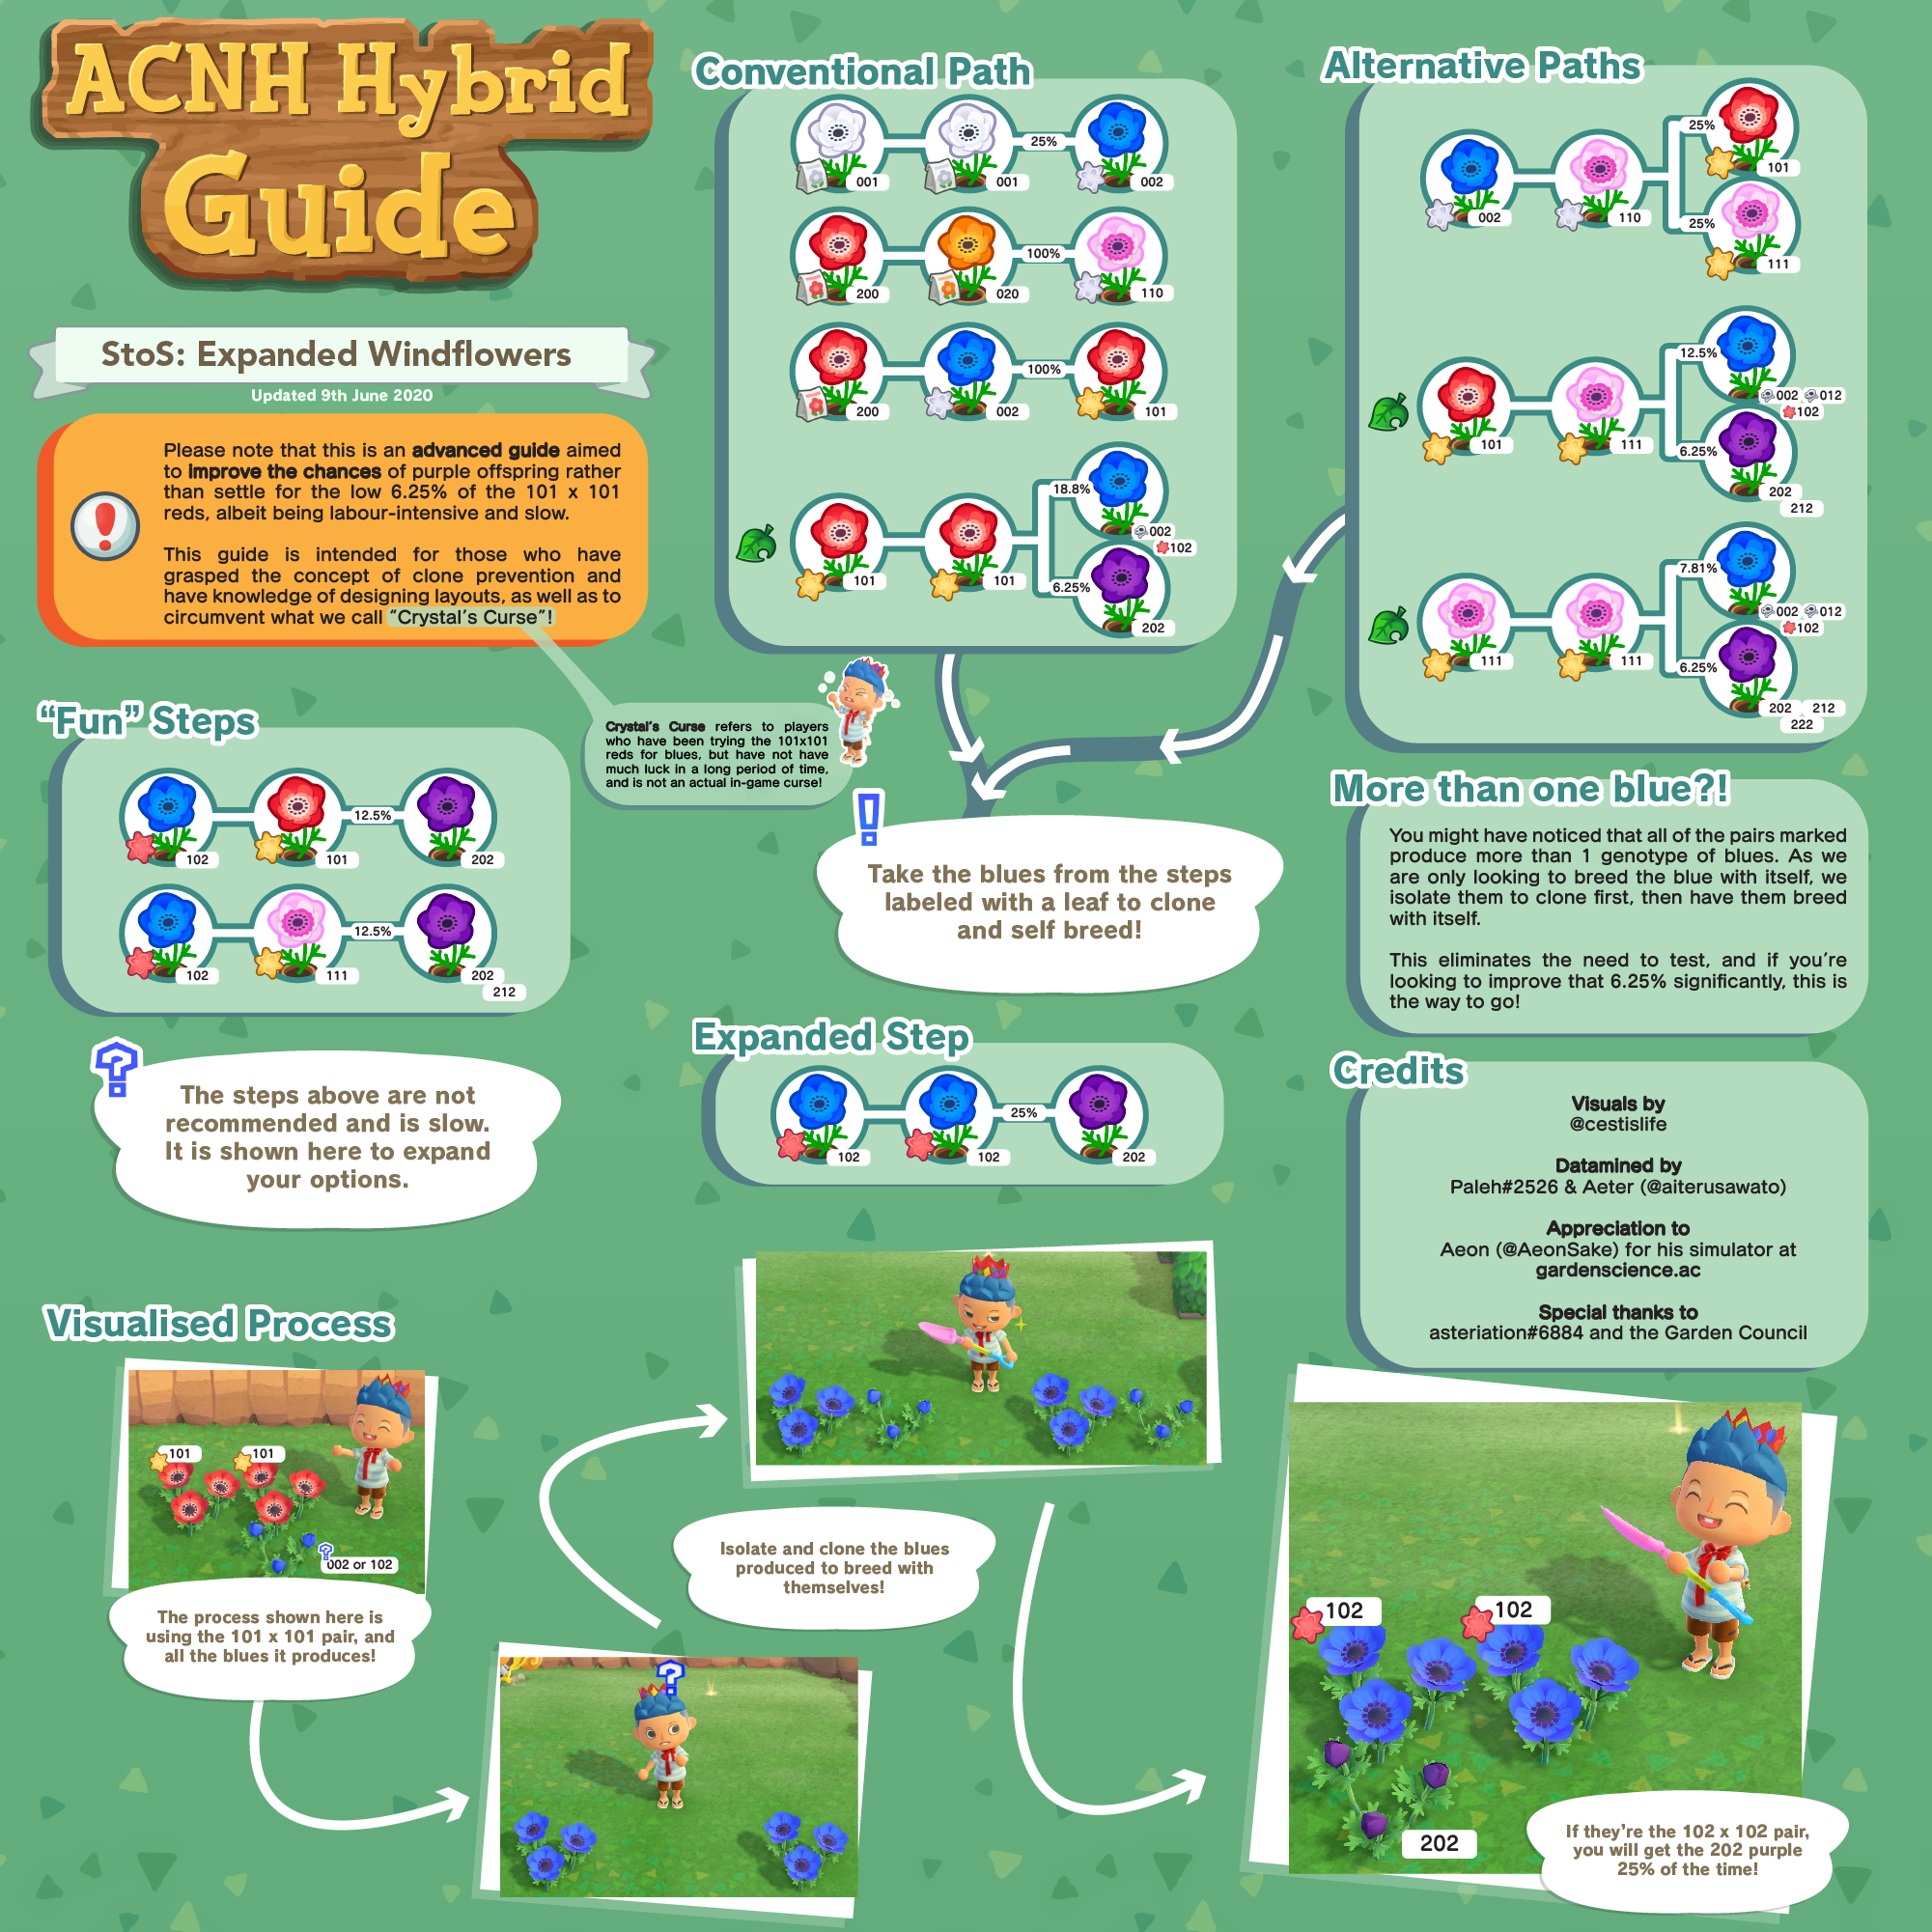 ACNH Hybrid
Guide
StoS: Expanded Windflowers
Updated 9th June 2020
Please note that this is an advanced guide aimed
to improve the chances of purple offspring rather
than settle for the low 6.25% of the 101 x 101
reds, albeit being labour-intensive and slow.
This guide is intended for those who have
grasped the concept of clone prevention and
have knowledge of designing layouts, as well as to
circumvent what we call “Crystal’s Curse”!
Crystal’s Curse refers to players
who have been trying the 101x101
reds for blues, but have not have
much luck in a long period of time,
and is not an actual in-game curse!
“Fun” Steps
12.5%
102 101 202
12.5%
102 111 202
212
?
The steps above are not
recommended and is slow.
It is shown here to expand
your options.
Conventional Path
25%
001 001 002
100%
200 020 110
100%
200 002 101
18.8%
002
102
101 101
6.25%
202
Alternative Paths
25%
101
002 110
25%
111
12.5%
002 012
102
101 111
6.25%
202
212
7.81%
002 012
102
111 111
6.25%
202 212
222
!
Take the blues from the steps
labeled with a leaf to clone
and self breed!
More than one blue?!
You might have noticed that all of the pairs marked
produce more than 1 genotype of blues. As we
are only looking to breed the blue with itself, we
isolate them to clone first, then have them breed
with itself.
This eliminates the need to test, and if you’re
looking to improve that 6.25% significantly, this is
the way to go!
Expanded Step
25%
102 102 202
Credits
Visuals by
@cestislife
Datamined by
Paleh#2526 & Aeter (@aiterusawato)
Appreciation to
Aeon (@AeonSake) for his simulator at
gardenscience.ac
Special thanks to
asteriation#6884 and the Garden Council
Visualised Process
101 101
?
002 or 102
The process shown here is
using the 101 x 101 pair, and
all the blues it produces!
?
Isolate and clone the blues
produced to breed with
themselves!
102 102
202
If they’re the 102 x 102 pair,
you will get the 202 purple
25% of the time!